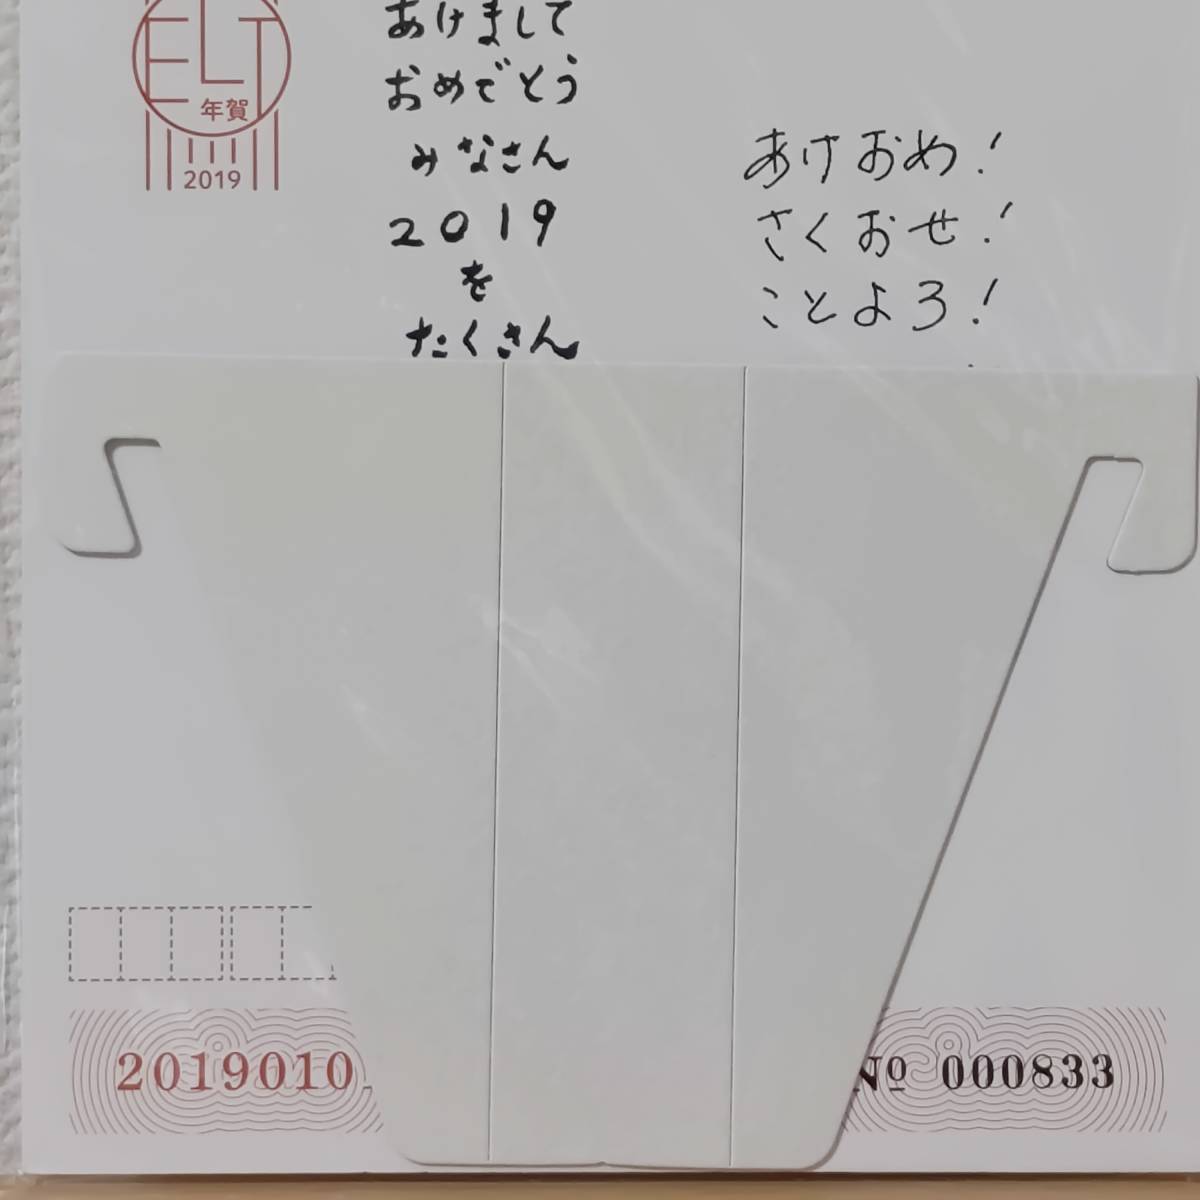 ELT
年賀
2019
あけまして
おめでとう
みなさん
2019
を
たくさん
あけおめ!
さくおせ!
ことよろ!
2019010
No 000833